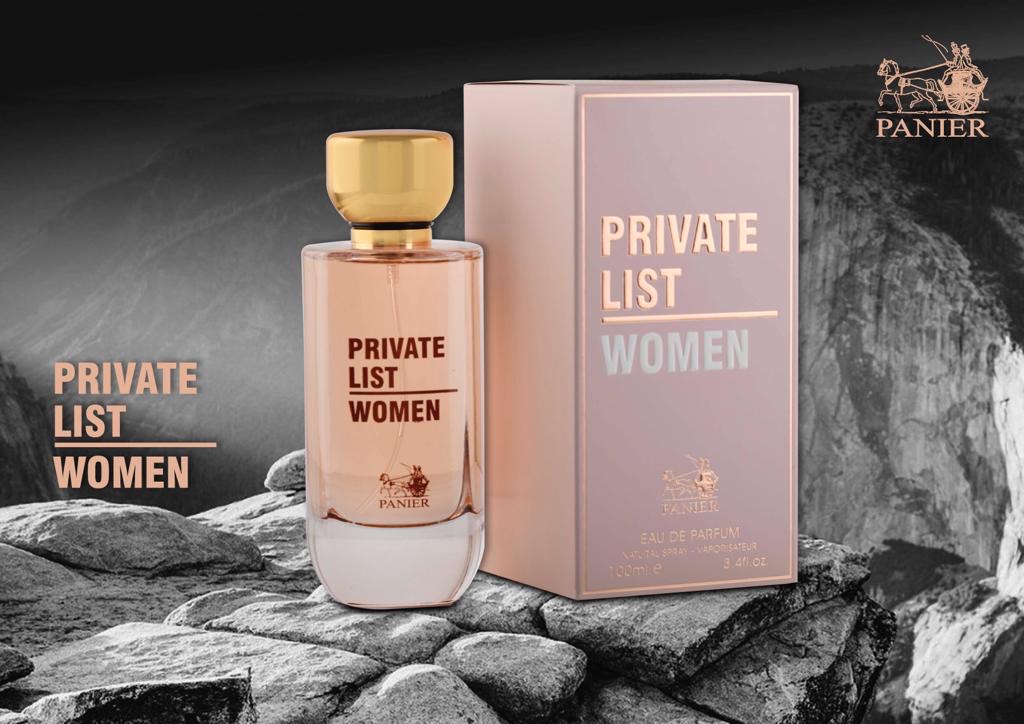 PANIER
PRIVATE
LIST
WOMEN
PRIVATE
LIST
WOMEN
PANIER
PRIVATE
LIST
WOMEN
PANIER
EAU DE PARFUM
NATURAL SPRAY - VAPORISATEUR
100ml.e 3.4fl.oz.